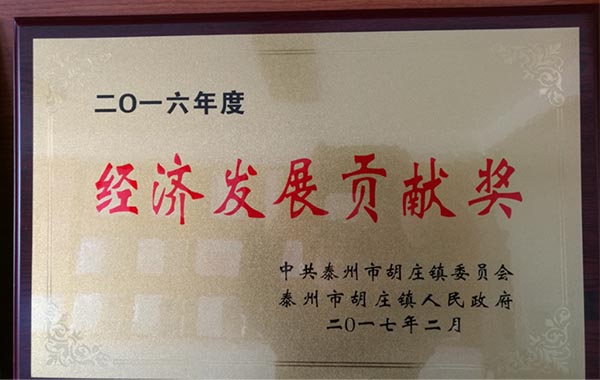 二〇一六年度
经济发展贡献奖
中共泰州市胡庄镇委员会
泰州市胡庄镇人民政府
二〇一七年二月